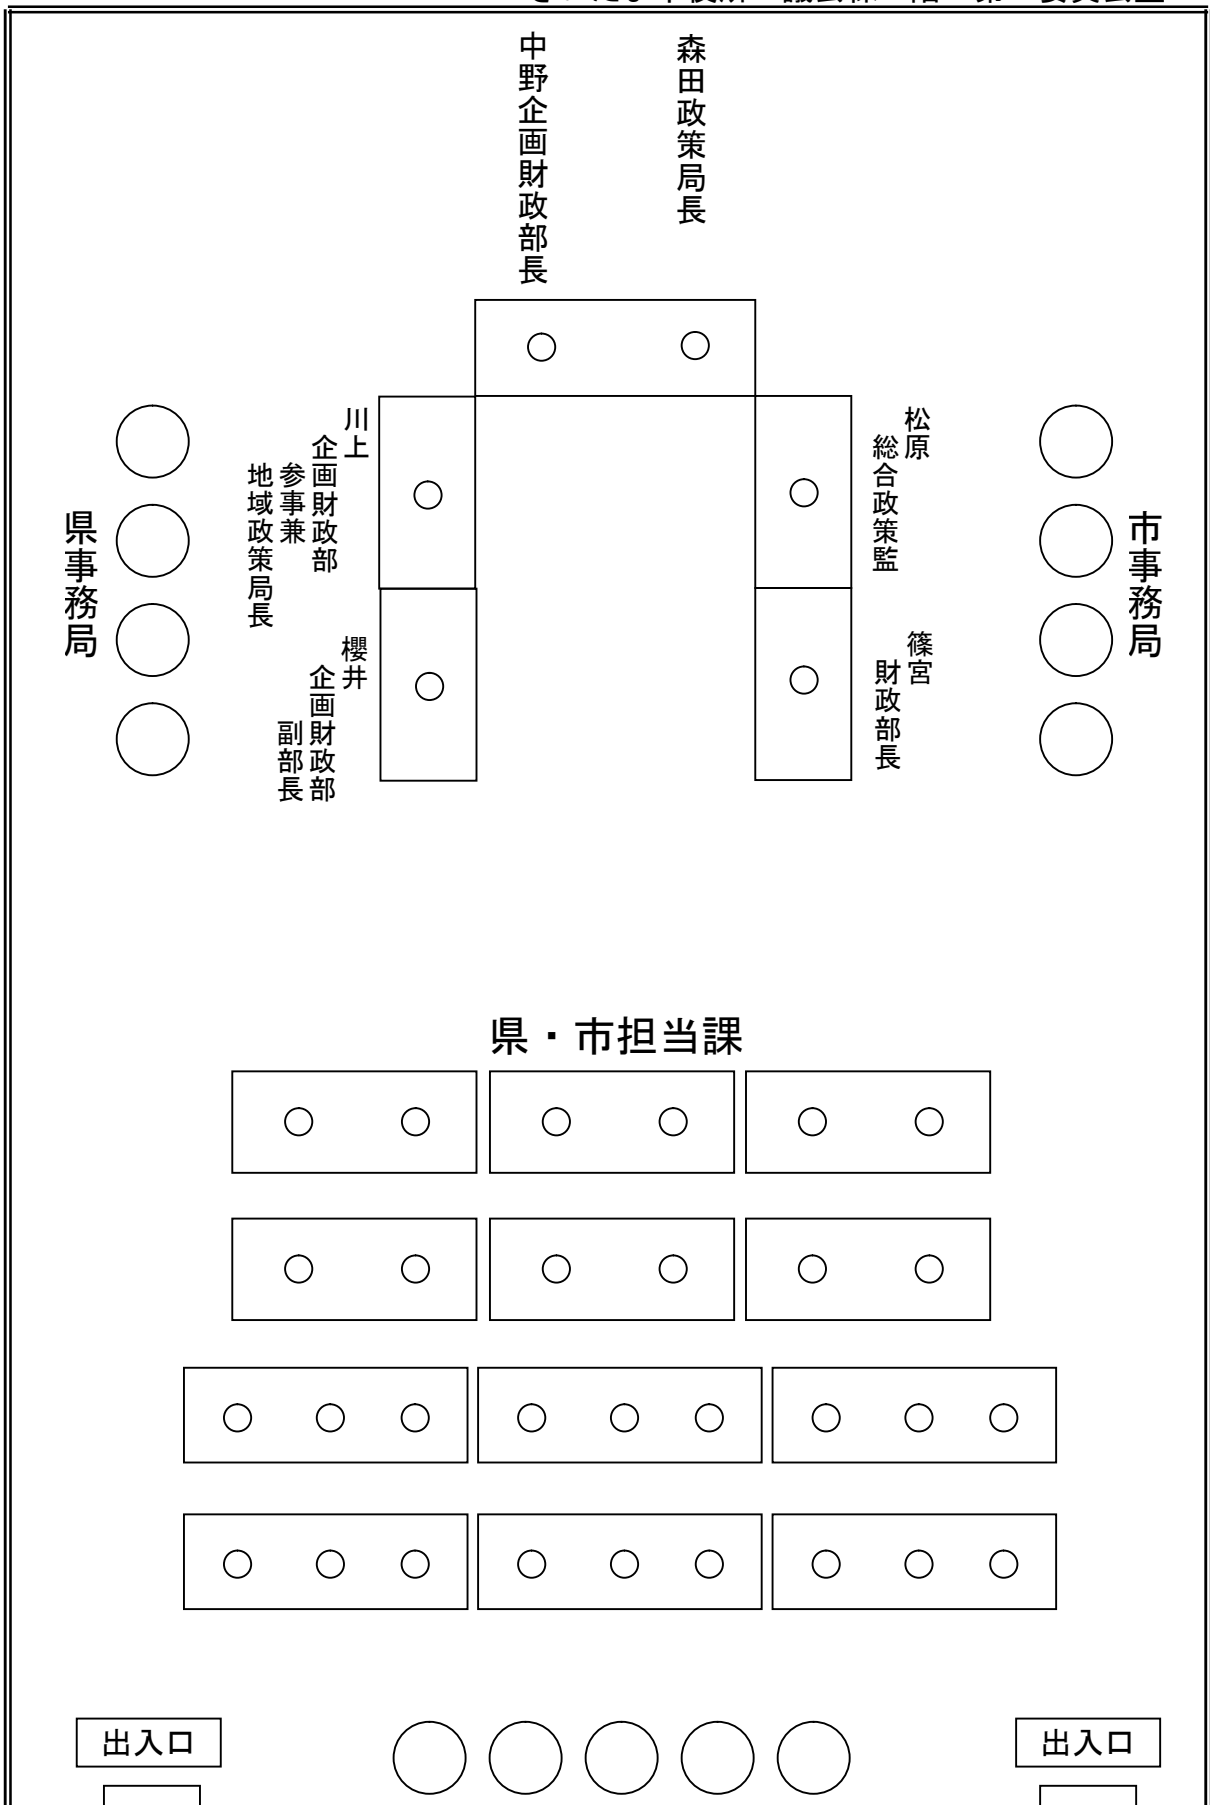 森田政策局長
中野企画財政部長
松原
総合政策監
川上
企画財政部
参事兼
地域政策局長
市事務局
県事務局
篠宮
財政部長
櫻井
企画財政部
副部長
県・市担当課
出入口
出入口